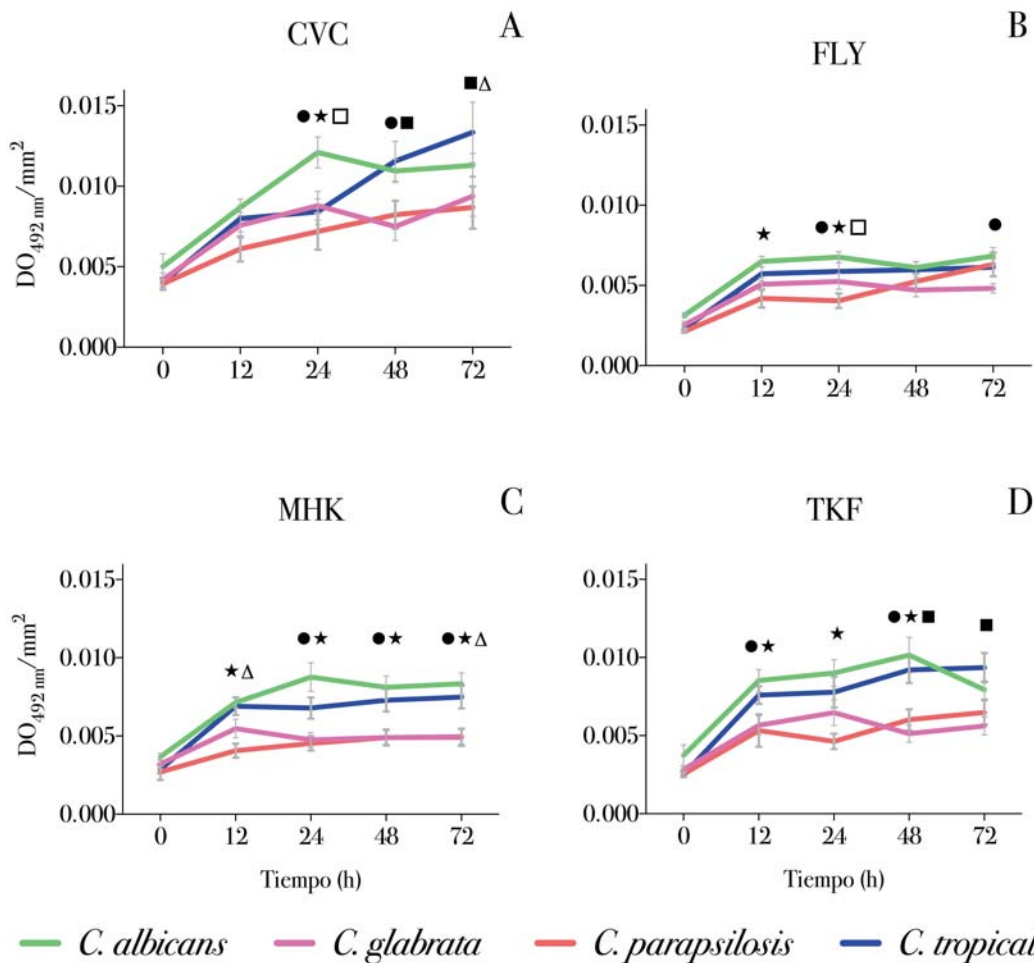 CVC A
0.015
0.010
0.005
0.000
DO492 nm/mm²
0 12 24 48 72
●★□ ●■ ■Δ
FLY B
0.015
0.010
0.005
0.000
0 12 24 48 72
★ ●★□ ●
MHK C
0.015
0.010
0.005
0.000
DO492 nm/mm²
0 12 24 48 72
★Δ ●★ ●★ ●★Δ
Tiempo (h)
TKF D
0.015
0.010
0.005
0.000
0 12 24 48 72
●★ ★ ●★■ ■
Tiempo (h)
C. albicans C. glabrata C. parapsilosis C. tropical